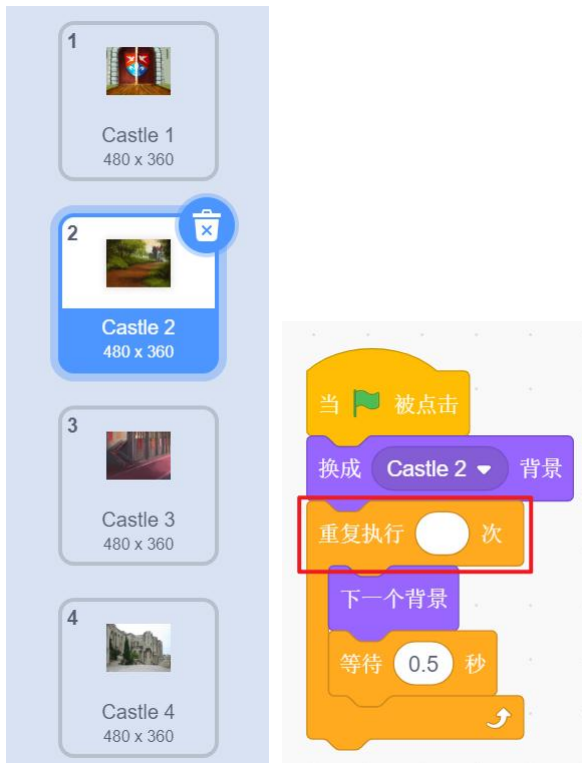 1
Castle 1
480 x 360
2
Castle 2
480 x 360
3
Castle 3
480 x 360
4
Castle 4
480 x 360
当 被点击
换成 Castle 2 背景
重复执行 次
下一个背景
等待 0.5 秒